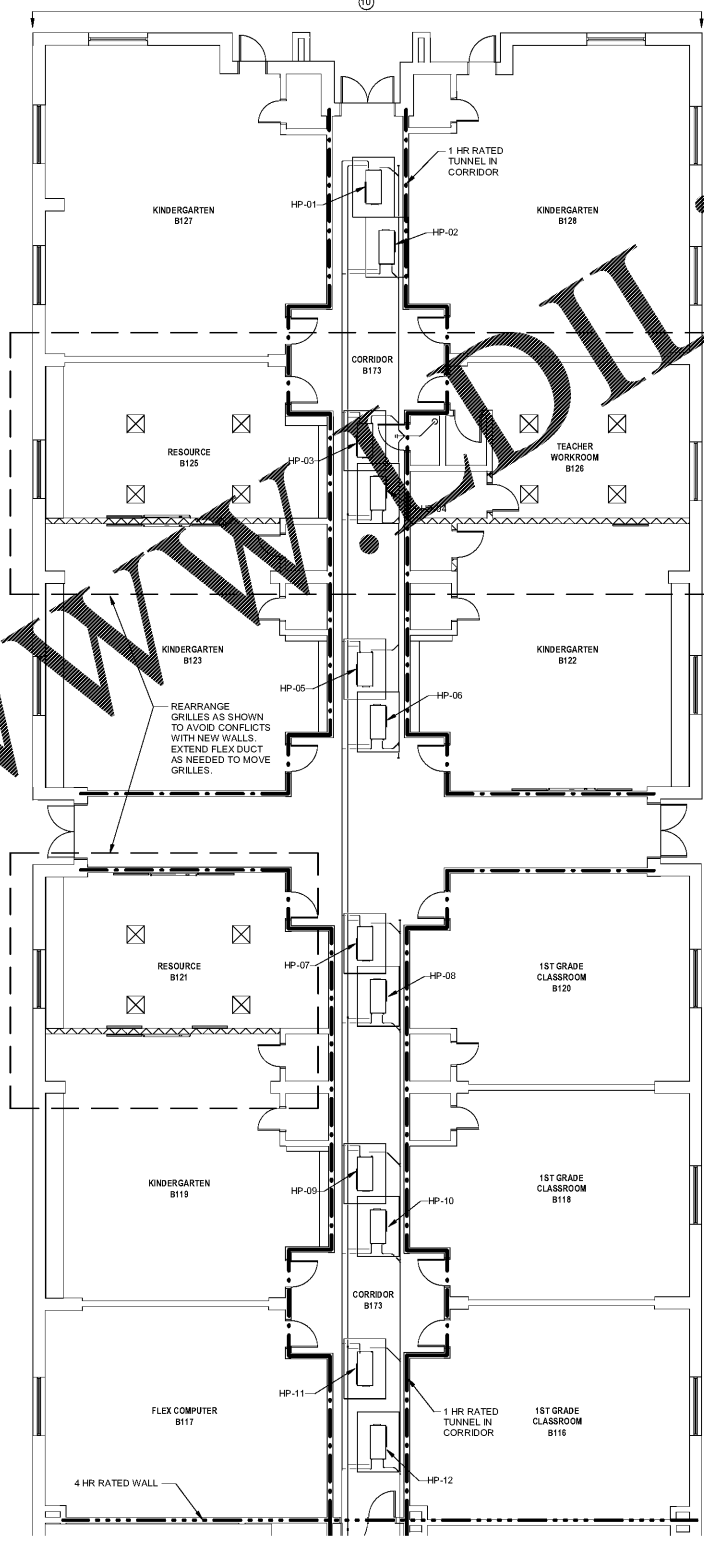 10
1 HR RATED
TUNNEL IN
CORRIDOR
HP-01
HP-02
KINDERGARTEN
B127
KINDERGARTEN
B128
CORRIDOR
B173
RESOURCE
B125
HP-03
TEACHER
WORKROOM
B126
KINDERGARTEN
B123
KINDERGARTEN
B122
HP-05
HP-06
REARRANGE
GRILLES AS SHOWN
TO AVOID CONFLICTS
WITH NEW WALLS.
EXTEND FLEX DUCT
AS NEEDED TO MOVE
GRILLES.
RESOURCE
B121
HP-07
HP-08
1ST GRADE
CLASSROOM
B120
KINDERGARTEN
B119
HP-09
HP-10
1ST GRADE
CLASSROOM
B118
CORRIDOR
B173
HP-11
FLEX COMPUTER
B117
1 HR RATED
TUNNEL IN
CORRIDOR
1ST GRADE
CLASSROOM
B116
HP-12
4 HR RATED WALL
WWW.LDII